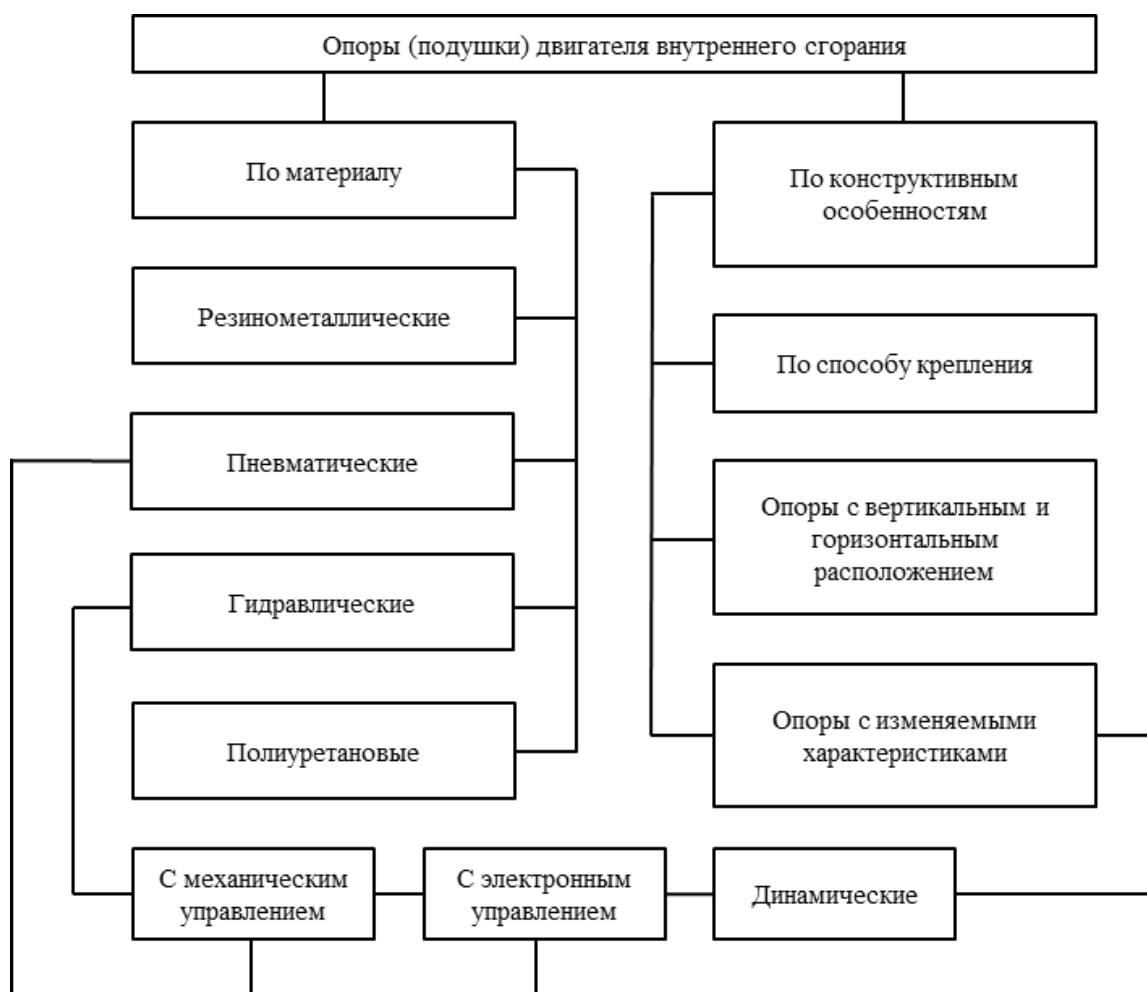 Опоры (подушки) двигателя внутреннего сгорания
По материалу
По конструктивным
особенностям
Резинометаллические
По способу крепления
Пневматические
Опоры с вертикальным и
горизонтальным
расположением
Гидравлические
Полиуретановые
Опоры с изменяемыми
характеристиками
С механическим
управлением
С электронным
управлением
Динамические